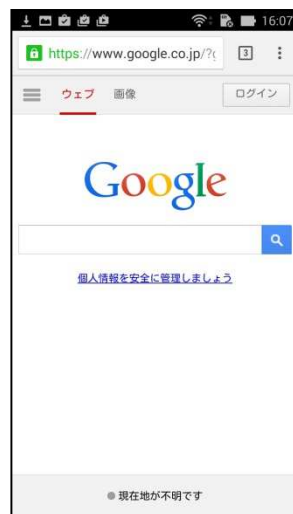 16:07
https://www.google.co.jp/?g
3
ウェブ 画像 ログイン
Google
個人情報を安全に管理しましょう
現在地が不明です